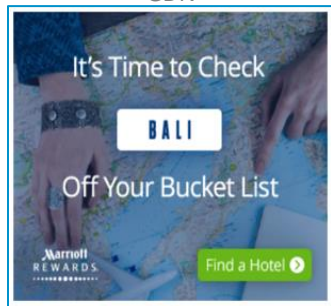 It's Time to Check
BALI
Off Your Bucket List
Marriott
REWARDS
Find a Hotel